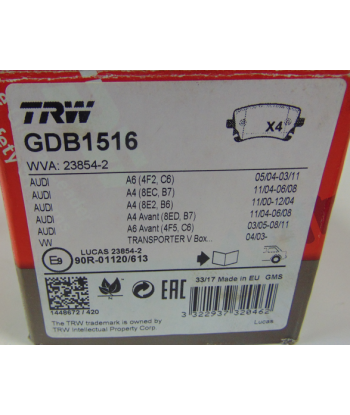 TRW
X4
GDB1516
WVA: 23854-2
AUDI A6 (4F2, C6) 05/04-03/11
AUDI A4 (8EC, B7) 11/04-06/08
AUDI A4 (8E2, B6) 11/00-12/04
AUDI A4 Avant (8ED, B7) 11/04-06/08
AUDI A6 Avant (4F5, C6) 03/05-08/11
VW TRANSPORTER V Box... 04/03-
LUCAS 23854-2
E9 90R-01120/613
33/17 Made in EU GMS
EAC
1448672 / 420
3 322937 320462
The TRW trademark is owned by
TRW Intellectual Property Corp.
Lucas